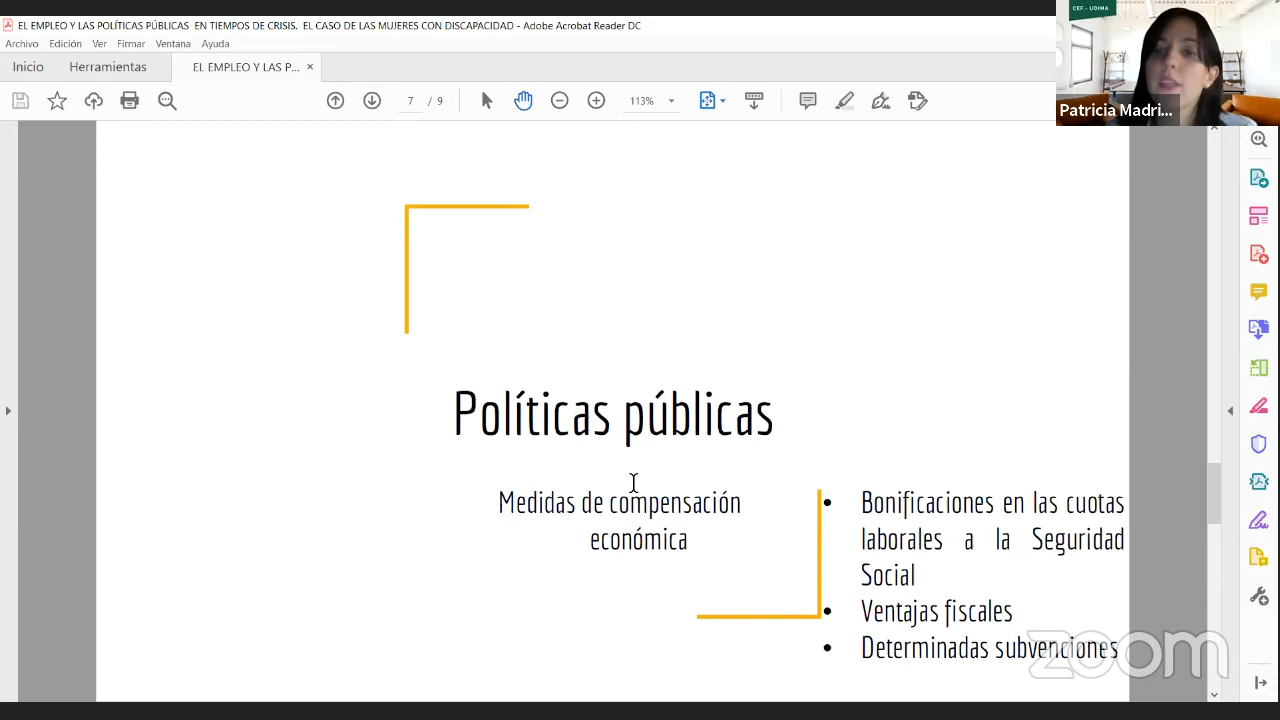 EL EMPLEO Y LAS POLÍTICAS PÚBLICAS EN TIEMPOS DE CRISIS. EL CASO DE LAS MUJERES CON DISCAPACIDAD - Adobe Acrobat Reader DC
Archivo Edición Ver Firmar Ventana Ayuda
Inicio Herramientas EL EMPLEO Y LAS P... ×
9 113%
CEF.- UDIMA
Patricia Madri...
Políticas públicas
Medidas de compensación
económica
• Bonificaciones en las cuotas
laborales a la Seguridad
Social
• Ventajas fiscales
• Determinadas subvenciones
zoom